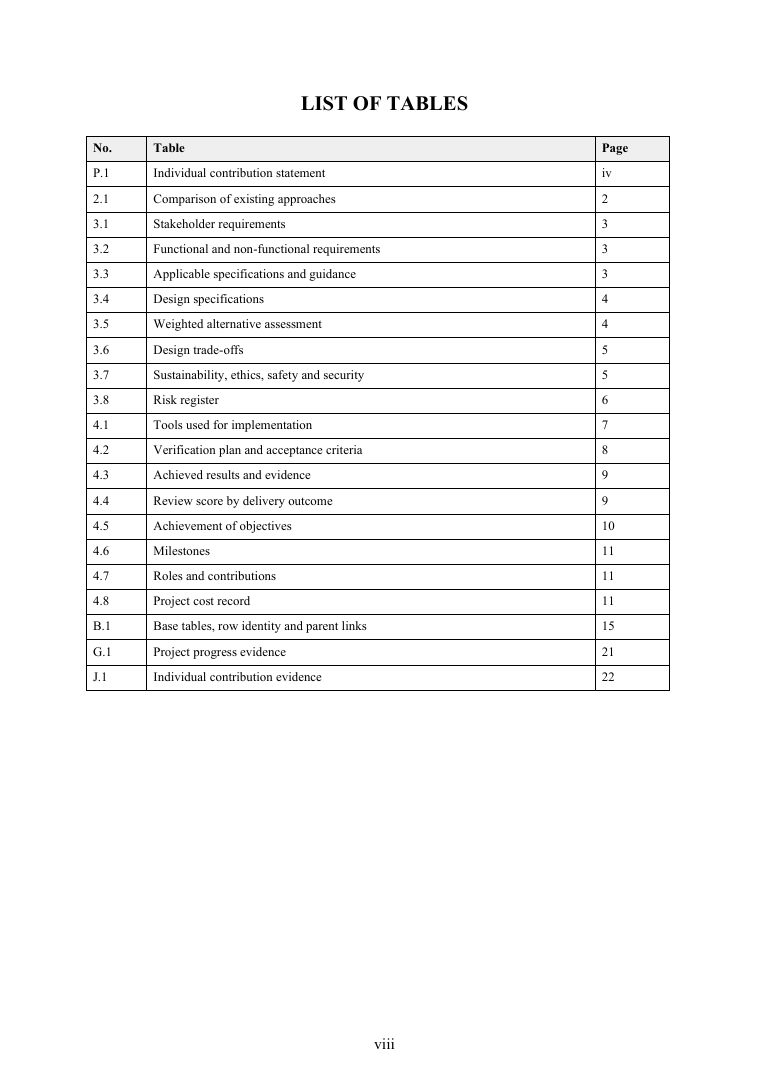 LIST OF TABLES
No. Table Page
P.1 Individual contribution statement iv
2.1 Comparison of existing approaches 2
3.1 Stakeholder requirements 3
3.2 Functional and non-functional requirements 3
3.3 Applicable specifications and guidance 3
3.4 Design specifications 4
3.5 Weighted alternative assessment 4
3.6 Design trade-offs 5
3.7 Sustainability, ethics, safety and security 5
3.8 Risk register 6
4.1 Tools used for implementation 7
4.2 Verification plan and acceptance criteria 8
4.3 Achieved results and evidence 9
4.4 Review score by delivery outcome 9
4.5 Achievement of objectives 10
4.6 Milestones 11
4.7 Roles and contributions 11
4.8 Project cost record 11
B.1 Base tables, row identity and parent links 15
G.1 Project progress evidence 21
J.1 Individual contribution evidence 22
viii